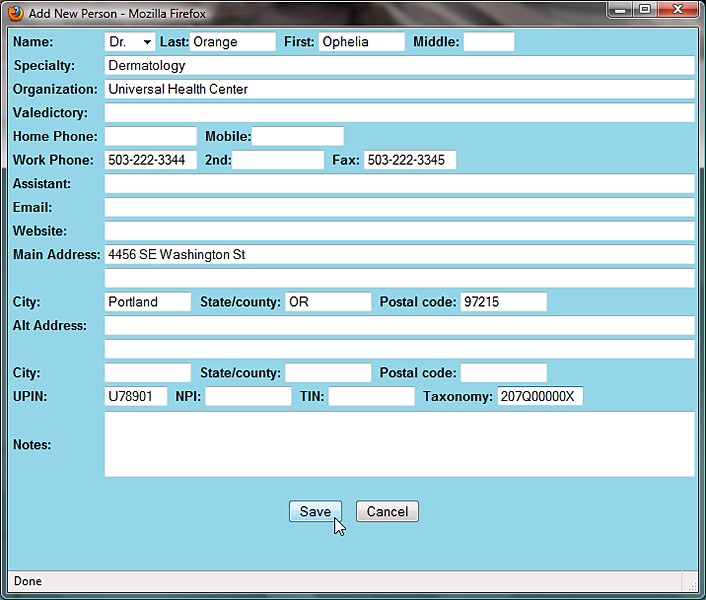 Add New Person - Mozilla Firefox
Name: Dr. Last: Orange First: Ophelia Middle:
Specialty: Dermatology
Organization: Universal Health Center
Valedictory:
Home Phone: Mobile:
Work Phone: 503-222-3344 2nd: Fax: 503-222-3345
Assistant:
Email:
Website:
Main Address: 4456 SE Washington St
City: Portland State/county: OR Postal code: 97215
Alt Address:
City: State/county: Postal code:
UPIN: U78901 NPI: TIN: Taxonomy: 207Q00000X
Notes:
Save Cancel
Done